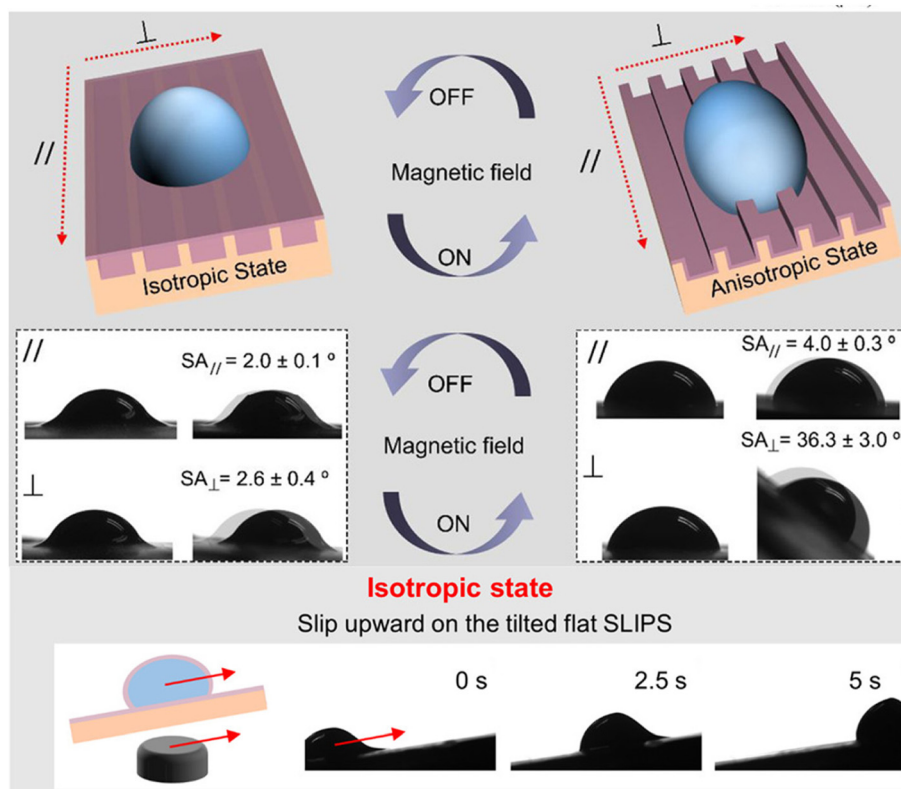 ⊥
⊥
//
OFF
//
Magnetic field
ON
Isotropic State
Anisotropic State
//
SA// = 2.0 ± 0.1 º
OFF
//
SA// = 4.0 ± 0.3 º
Magnetic field
⊥
SA⊥ = 2.6 ± 0.4 º
⊥
SA⊥ = 36.3 ± 3.0 º
ON
Isotropic state
Slip upward on the tilted flat SLIPS
0 s
2.5 s
5 s